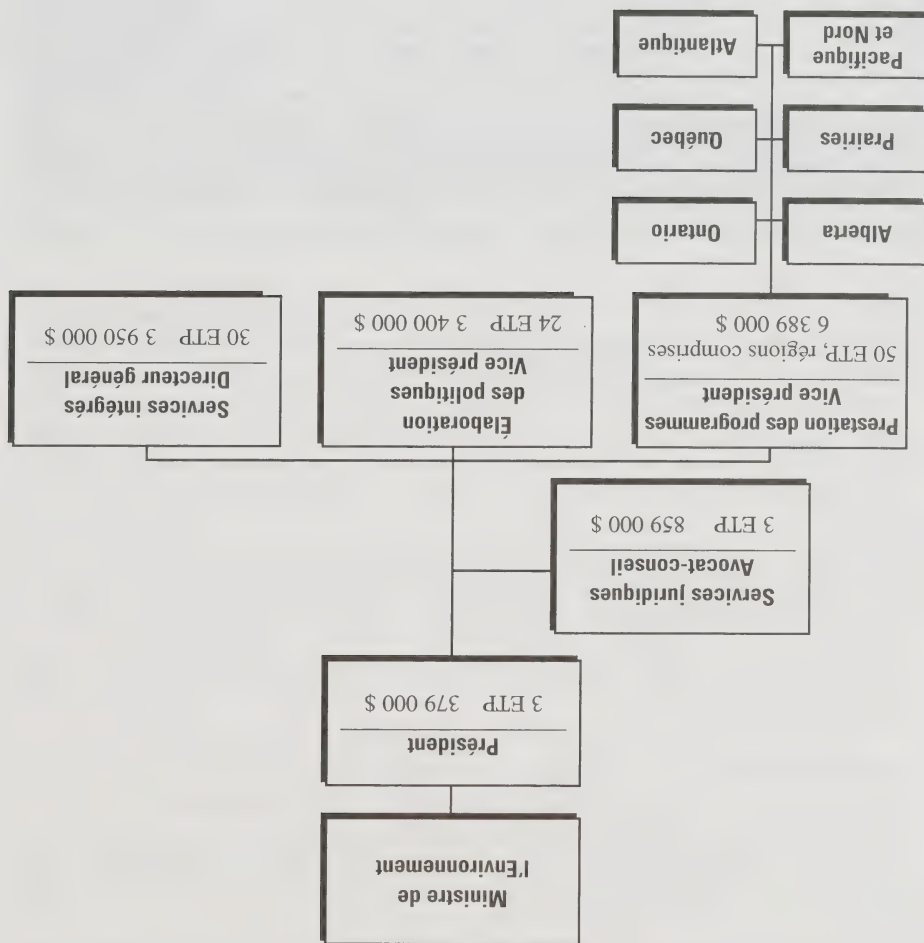 Ministre de
l'Environnement
Président
3 ETP 379 000 $
Services juridiques
Avocat-conseil
3 ETP 859 000 $
Prestation des programmes
Vice président
50 ETP, régions comprises
6 389 000 $
Élaboration
des politiques
Vice président
24 ETP 3 400 000 $
Services intégrés
Directeur général
30 ETP 3 950 000 $
Alberta
Ontario
Prairies
Québec
Pacifique
et Nord
Atlantique